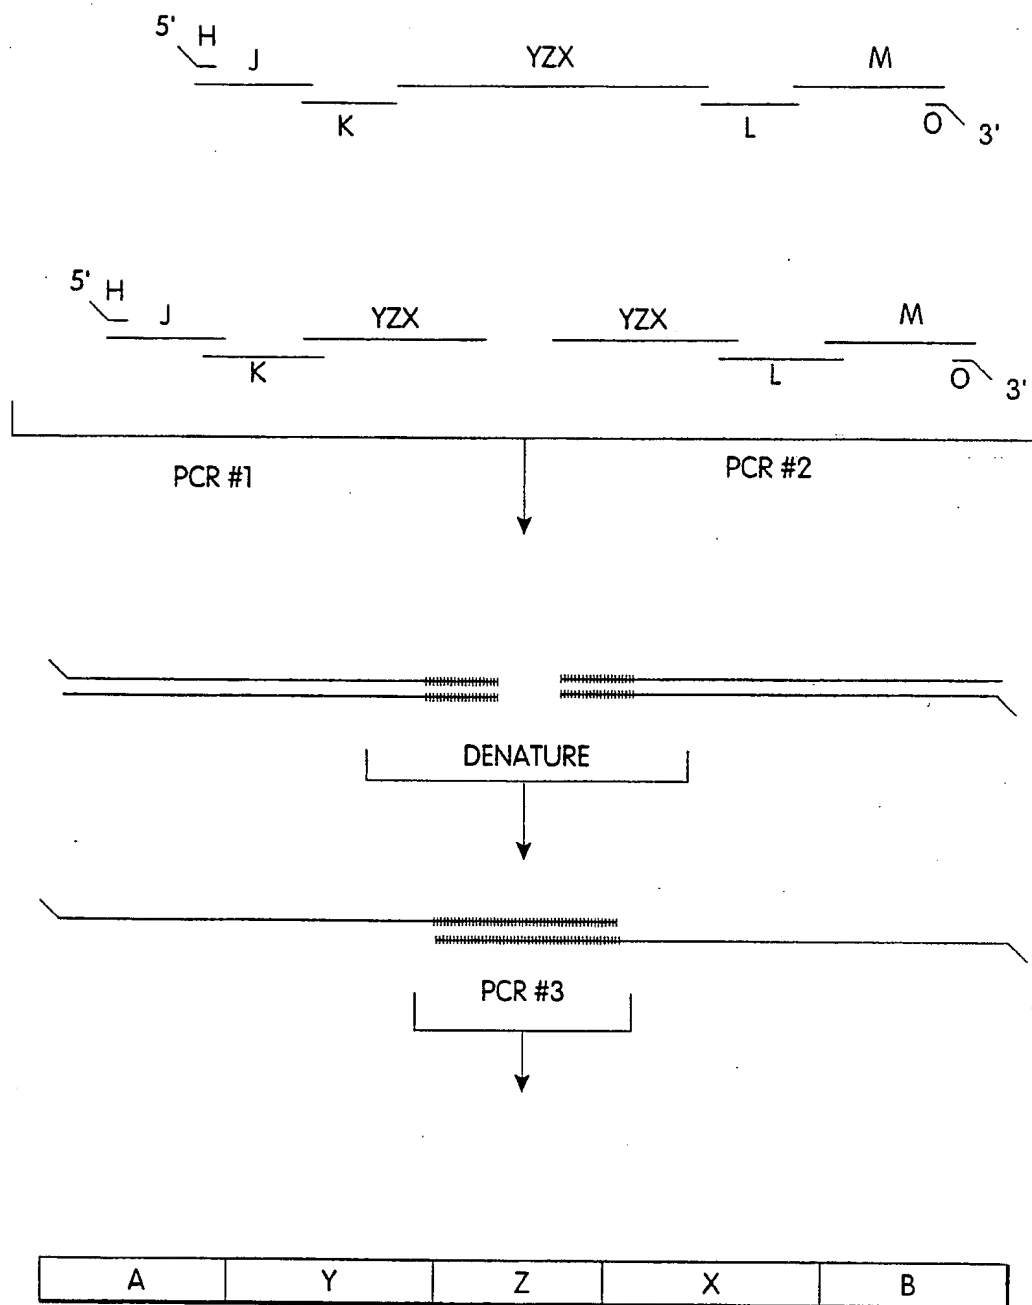 5' H J YZX M
K L O 3'
5' H J YZX YZX M
K L O 3'
PCR #1 PCR #2
DENATURE
PCR #3
A Y Z X B